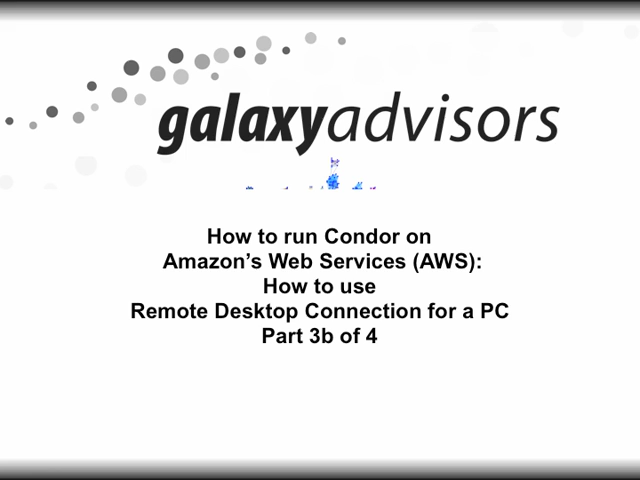 galaxyadvisors
How to run Condor on
Amazon's Web Services (AWS):
How to use
Remote Desktop Connection for a PC
Part 3b of 4